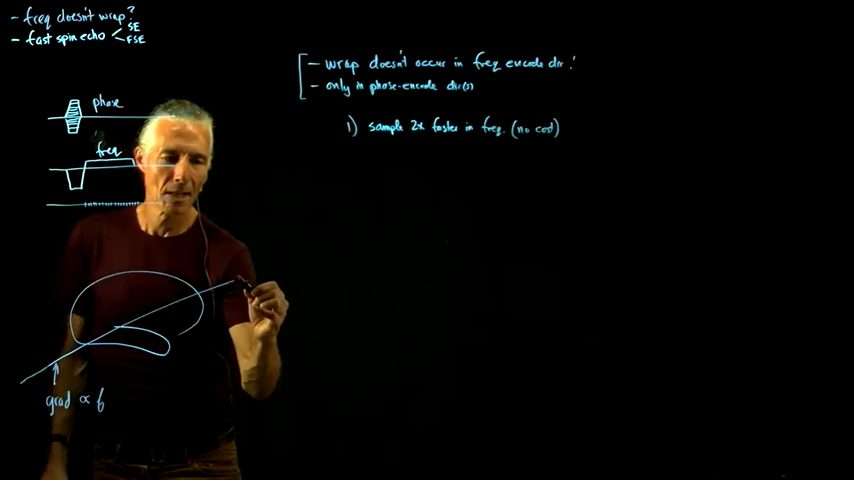 - freq doesn't wrap?
- fast spin echo < SE
FSE
- wrap doesn't occur in freq encode dir!
- only in phase-encode dir(s)
1) sample 2x faster in freq. (no cost)
phase
freq
grad ∝ f